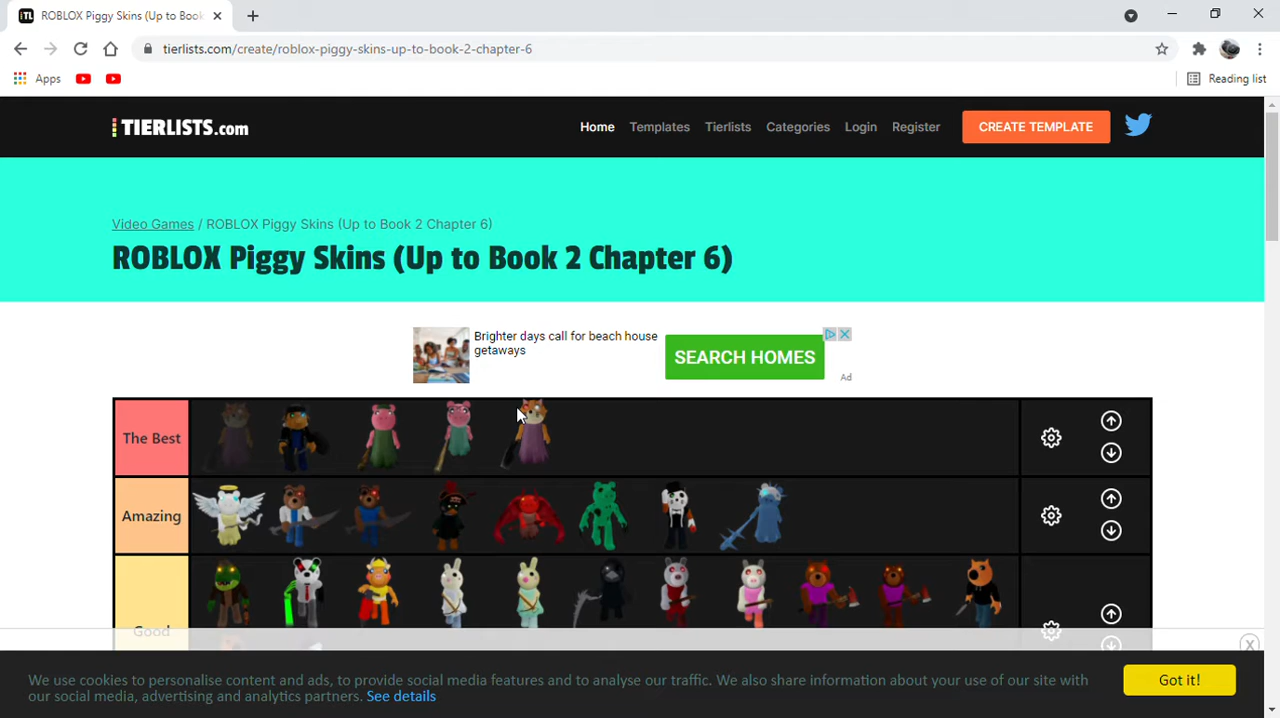 ROBLOX Piggy Skins (Up to Book
tierlists.com/create/roblox-piggy-skins-up-to-book-2-chapter-6
Apps
Reading list
TIERLISTS.com
Home
Templates
Tierlists
Categories
Login
Register
CREATE TEMPLATE
Video Games / ROBLOX Piggy Skins (Up to Book 2 Chapter 6)
ROBLOX Piggy Skins (Up to Book 2 Chapter 6)
Brighter days call for beach house
getaways
SEARCH HOMES
Ad
The Best
Amazing
Good
We use cookies to personalise content and ads, to provide social media features and to analyse our traffic. We also share information about your use of our site with
our social media, advertising and analytics partners. See details
Got it!